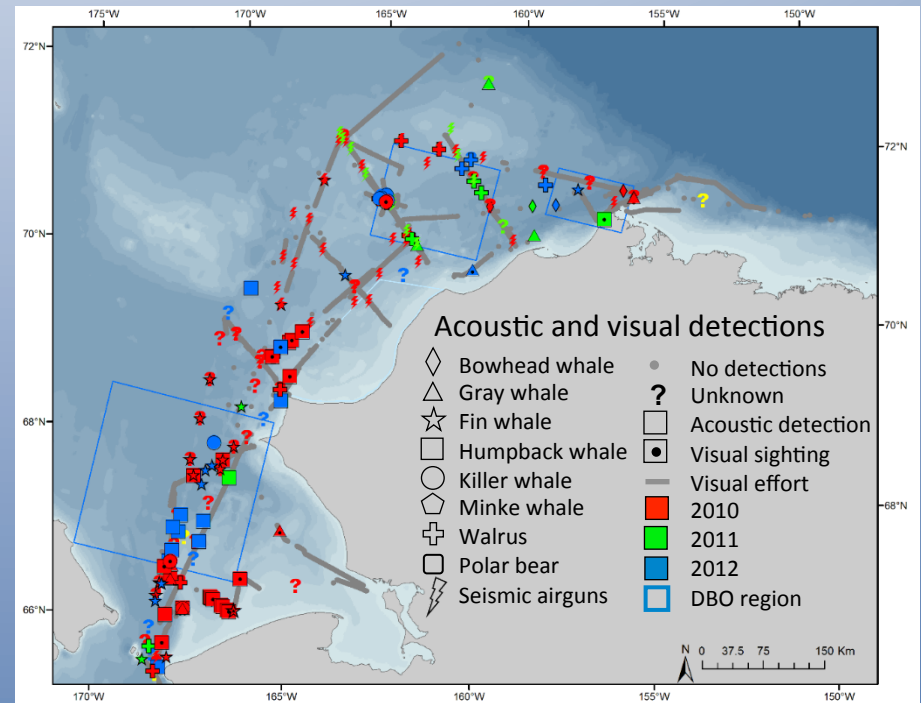 175°W 170°W 165°W 160°W 155°W 150°W
72°N
72°N
70°N
70°N
68°N
68°N
66°N
66°N
Acoustic and visual detections
Bowhead whale
Gray whale
Fin whale
Humpback whale
Killer whale
Minke whale
Walrus
Polar bear
Seismic airguns
No detections
? Unknown
Acoustic detection
Visual sighting
Visual effort
2010
2011
2012
DBO region
N
0 37.5 75 150 Km
170°W 165°W 160°W 155°W 150°W